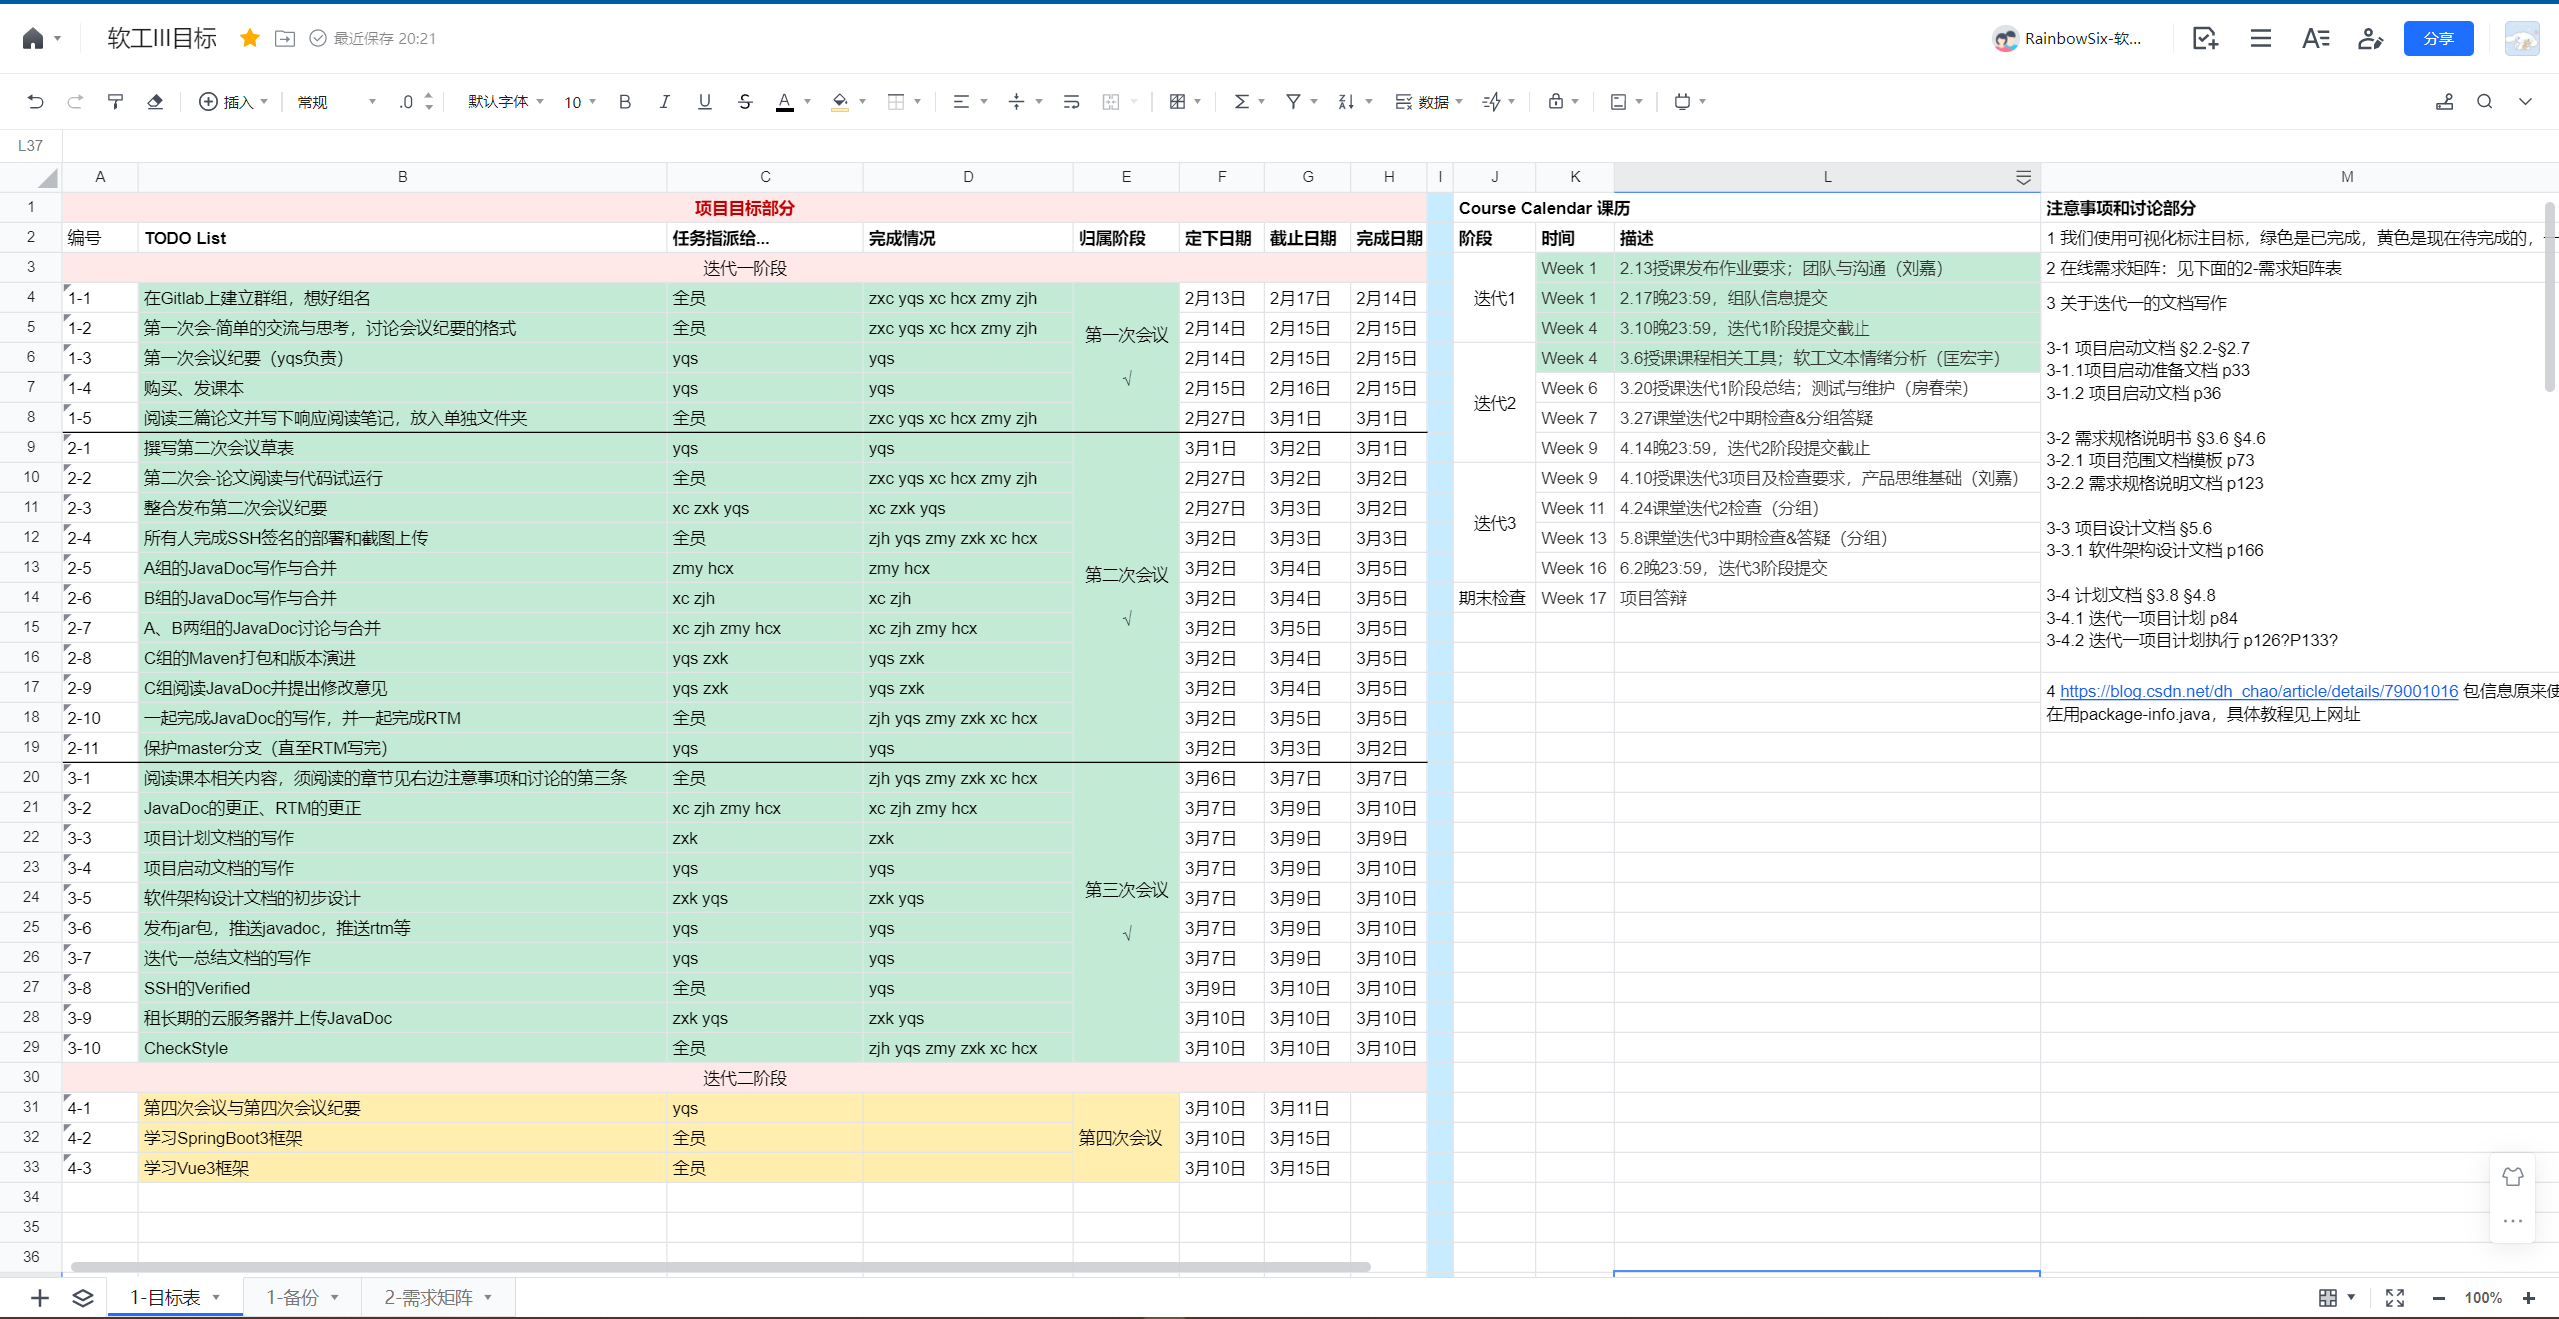 软工III目标 最近保存 20:21 RainbowSix-软... 分享
插入 常规 .0 默认字体 10 B I U S A 数据
L37
A B C D E F G H I J K L M
1 项目目标部分 Course Calendar 课历 注意事项和讨论部分
2 编号 TODO List 任务指派给... 完成情况 归属阶段 定下日期 截止日期 完成日期 阶段 时间 描述 1 我们使用可视化标注目标，绿色是已完成，黄色是现在待完成的，
3 迭代一阶段 Week 1 2.13授课发布作业要求；团队与沟通（刘嘉） 2 在线需求矩阵：见下面的2-需求矩阵表
4 1-1 在Gitlab上建立群组，想好组名 全员 zxc yqs xc hcx zmy zjh 2月13日 2月17日 2月14日 迭代1 Week 1 2.17晚23:59，组队信息提交 3 关于迭代一的文档写作
5 1-2 第一次会-简单的交流与思考，讨论会议纪要的格式 全员 zxc yqs xc hcx zmy zjh 第一次会议 2月14日 2月15日 2月15日 Week 4 3.10晚23:59，迭代1阶段提交截止
6 1-3 第一次会议纪要（yqs负责） yqs yqs 2月14日 2月15日 2月15日 Week 4 3.6授课课程相关工具；软工文本情绪分析（匡宏宇） 3-1 项目启动文档 §2.2-§2.7
3-1.1项目启动准备文档 p33
7 1-4 购买、发课本 yqs yqs √ 2月15日 2月16日 2月15日 迭代2 Week 6 3.20授课迭代1阶段总结；测试与维护（房春荣） 3-1.2 项目启动文档 p36
8 1-5 阅读三篇论文并写下响应阅读笔记，放入单独文件夹 全员 zxc yqs xc hcx zmy zjh 2月27日 3月1日 3月1日 Week 7 3.27课堂迭代2中期检查&分组答疑
9 2-1 撰写第二次会议草表 yqs yqs 3月1日 3月2日 3月1日 Week 9 4.14晚23:59，迭代2阶段提交截止 3-2 需求规格说明书 §3.6 §4.6
3-2.1 项目范围文档模板 p73
10 2-2 第二次会-论文阅读与代码试运行 全员 zxc yqs xc hcx zmy zjh 2月27日 3月2日 3月2日 Week 9 4.10授课迭代3项目及检查要求，产品思维基础（刘嘉） 3-2.2 需求规格说明文档 p123
11 2-3 整合发布第二次会议纪要 xc zxk yqs xc zxk yqs 2月27日 3月3日 3月2日 迭代3 Week 11 4.24课堂迭代2检查（分组） 3-3 项目设计文档 §5.6
12 2-4 所有人完成SSH签名的部署和截图上传 全员 zjh yqs zmy zxk xc hcx 3月2日 3月3日 3月3日 Week 13 5.8课堂迭代3中期检查&答疑（分组） 3-3.1 软件架构设计文档 p166
13 2-5 A组的JavaDoc写作与合并 zmy hcx zmy hcx 第二次会议 3月2日 3月4日 3月5日 Week 16 6.2晚23:59，迭代3阶段提交
14 2-6 B组的JavaDoc写作与合并 xc zjh xc zjh 3月2日 3月4日 3月5日 期末检查 Week 17 项目答辩 3-4 计划文档 §3.8 §4.8
15 2-7 A、B两组的JavaDoc讨论与合并 xc zjh zmy hcx xc zjh zmy hcx √ 3月2日 3月5日 3月5日 3-4.1 迭代一项目计划 p84
3-4.2 迭代一项目计划执行 p126?P133?
16 2-8 C组的Maven打包和版本演进 yqs zxk yqs zxk 3月2日 3月4日 3月5日
17 2-9 C组阅读JavaDoc并提出修改意见 yqs zxk yqs zxk 3月2日 3月4日 3月5日 4 https://blog.csdn.net/dh_chao/article/details/79001016 包信息原来使
18 2-10 一起完成JavaDoc的写作，并一起完成RTM 全员 zjh yqs zmy zxk xc hcx 3月2日 3月5日 3月5日 在用package-info.java，具体教程见上网址
19 2-11 保护master分支（直至RTM写完） yqs yqs 3月2日 3月3日 3月2日
20 3-1 阅读课本相关内容，须阅读的章节见右边注意事项和讨论的第三条 全员 zjh yqs zmy zxk xc hcx 3月6日 3月7日 3月7日
21 3-2 JavaDoc的更正、RTM的更正 xc zjh zmy hcx xc zjh zmy hcx 3月7日 3月9日 3月10日
22 3-3 项目计划文档的写作 zxk zxk 3月7日 3月9日 3月9日
23 3-4 项目启动文档的写作 yqs yqs 3月7日 3月9日 3月10日
24 3-5 软件架构设计文档的初步设计 zxk yqs zxk yqs 第三次会议 3月7日 3月9日 3月10日
25 3-6 发布jar包，推送javadoc，推送rtm等 yqs yqs √ 3月7日 3月9日 3月10日
26 3-7 迭代一总结文档的写作 yqs yqs 3月7日 3月9日 3月10日
27 3-8 SSH的Verified 全员 yqs 3月9日 3月10日 3月10日
28 3-9 租长期的云服务器并上传JavaDoc zxk yqs zxk yqs 3月10日 3月10日 3月10日
29 3-10 CheckStyle 全员 zjh yqs zmy zxk xc hcx 3月10日 3月10日 3月10日
30 迭代二阶段
31 4-1 第四次会议与第四次会议纪要 yqs 3月10日 3月11日
32 4-2 学习SpringBoot3框架 全员 第四次会议 3月10日 3月15日
33 4-3 学习Vue3框架 全员 3月10日 3月15日
34
35
36
1-目标表 1-备份 2-需求矩阵 100%